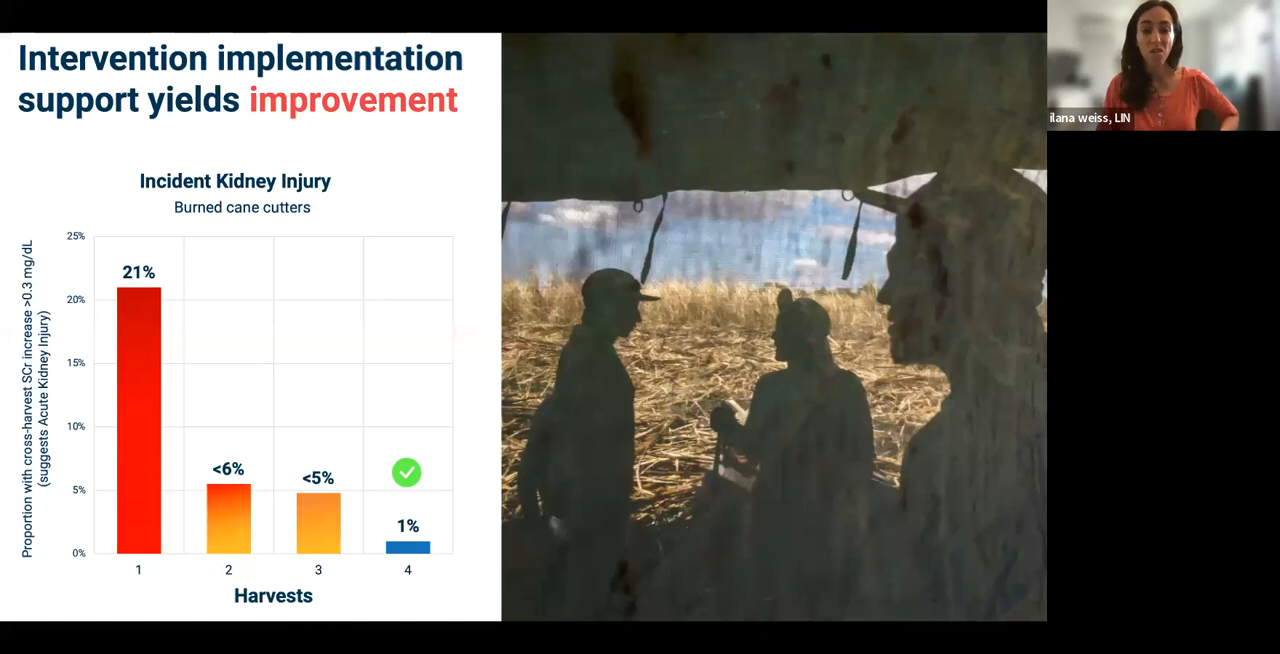 Intervention implementation
support yields improvement
Incident Kidney Injury
Burned cane cutters
Proportion with cross-harvest SCr increase >0.3 mg/dL
(suggests Acute Kidney Injury)
25%
20%
15%
10%
5%
0%
21%
<6%
<5%
1%
1
2
3
4
Harvests
ilana weiss, LIN